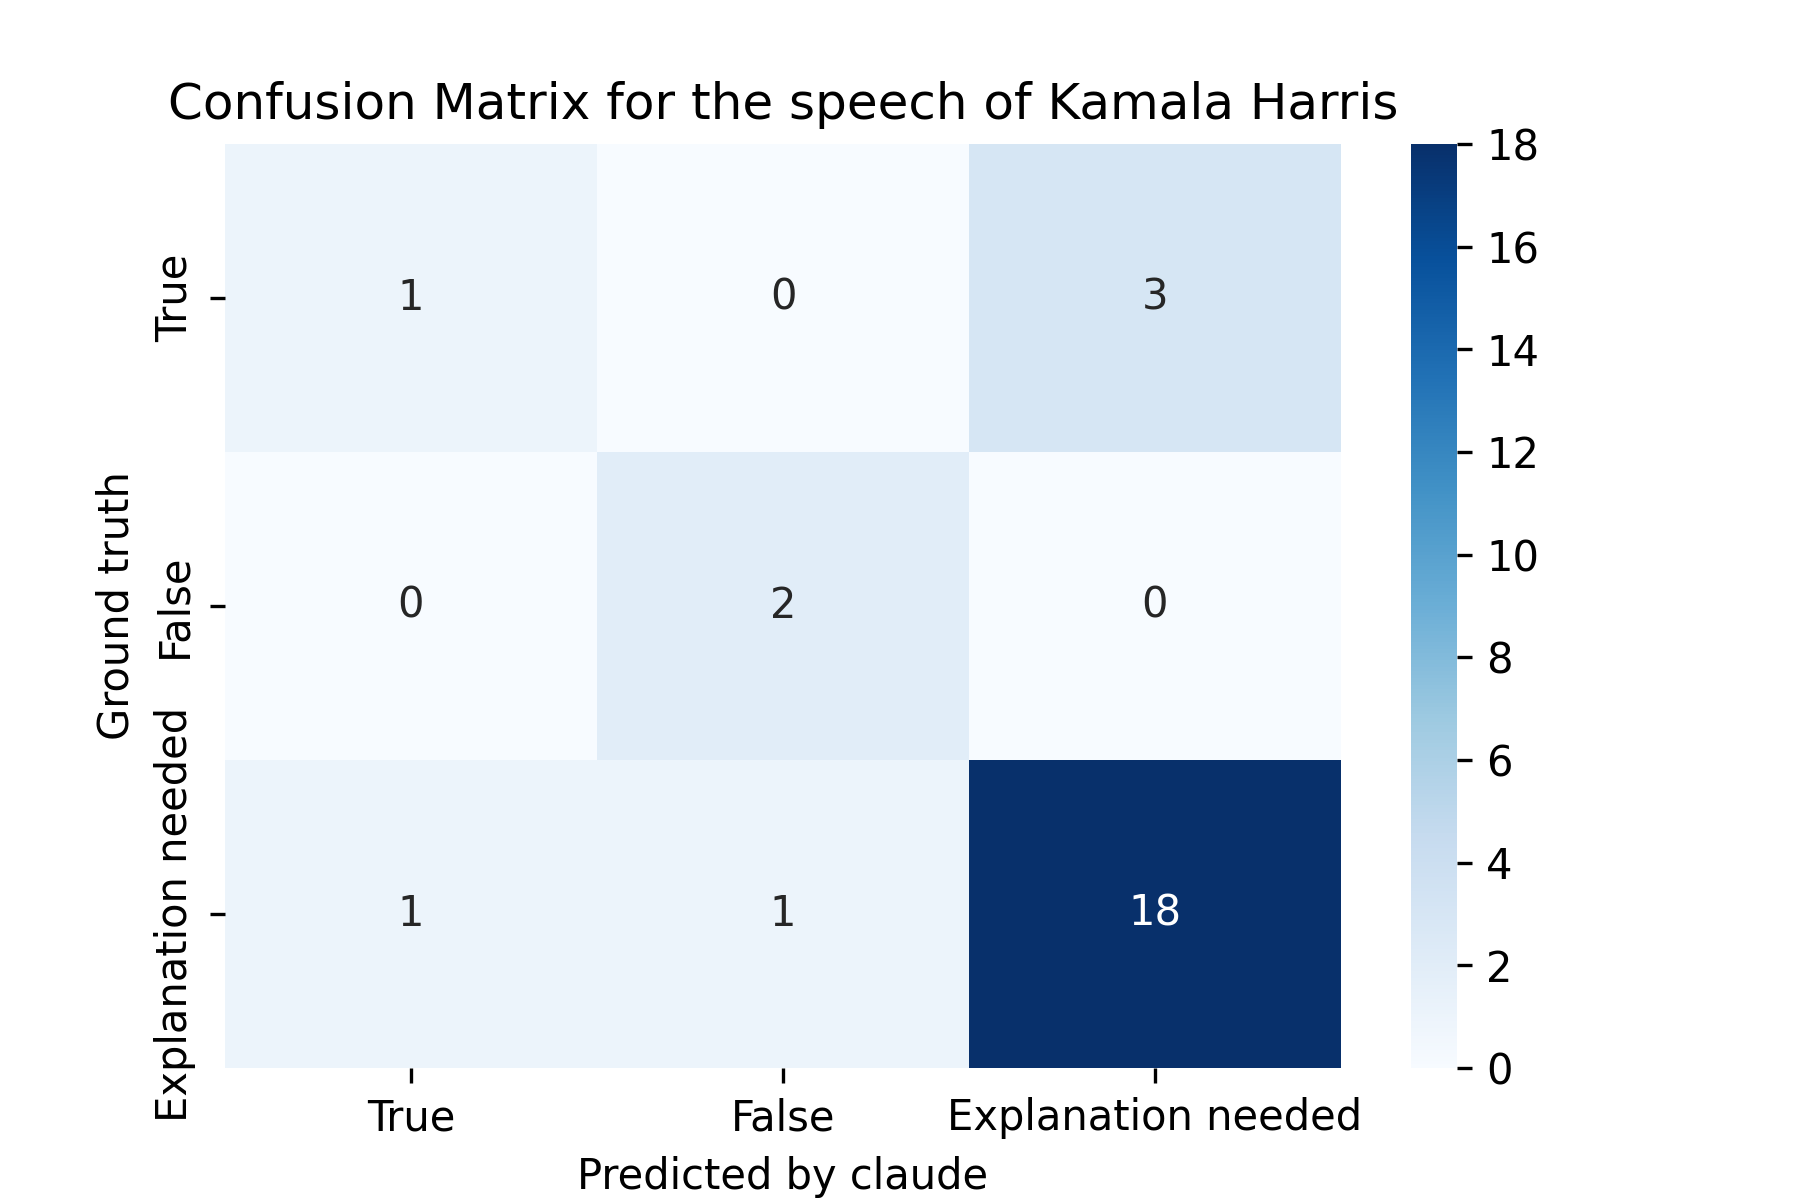 Confusion Matrix for the speech of Kamala Harris
Ground truth
True
1 0 3
False
0 2 0
Explanation needed
1 1 18
True False Explanation needed
Predicted by claude
18
16
14
12
10
8
6
4
2
0